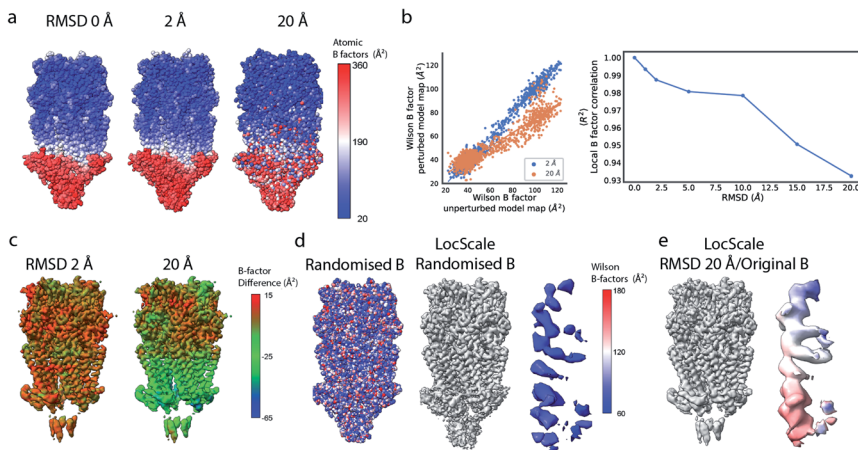 a
RMSD 0 Å
2 Å
20 Å
Atomic
B factors (Å²)
360
190
20
b
Wilson B factor
perturbed model map (Å²)
120
100
80
60
40
20
20
40
60
80
100
120
2 Å
20 Å
Wilson B factor
unperturbed model map (Å²)
Local B factor correlation
(R²)
1.00
0.99
0.98
0.97
0.96
0.95
0.94
0.93
0.0
2.5
5.0
7.5
10.0
12.5
15.0
17.5
20.0
RMSD (Å)
c
RMSD 2 Å
20 Å
B-factor
Difference (Å²)
15
-25
-65
d
Randomised B
LocScale
Randomised B
Wilson
B-factors (Å²)
180
120
60
e
LocScale
RMSD 20 Å/Original B